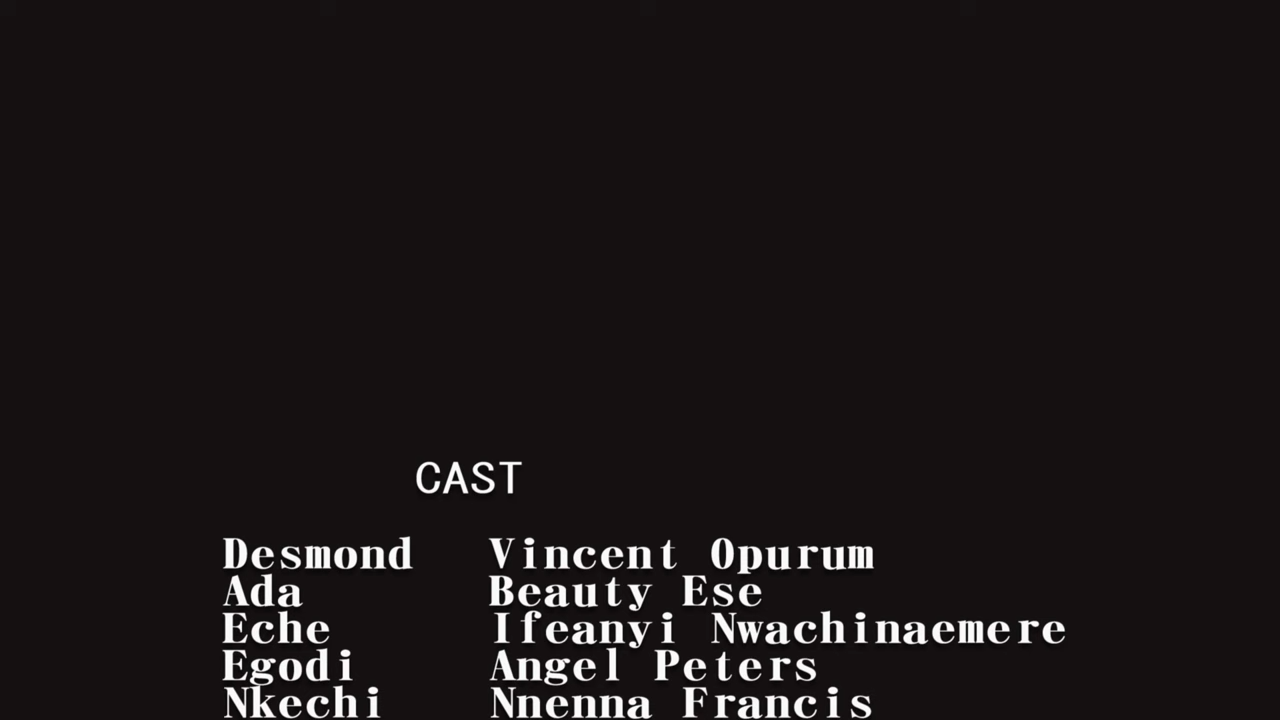 CAST
Desmond Vincent Opurum
Ada Beauty Ese
Eche Ifeanyi Nwachinaemere
Egodi Angel Peters
Nkechi Nnenna Francis